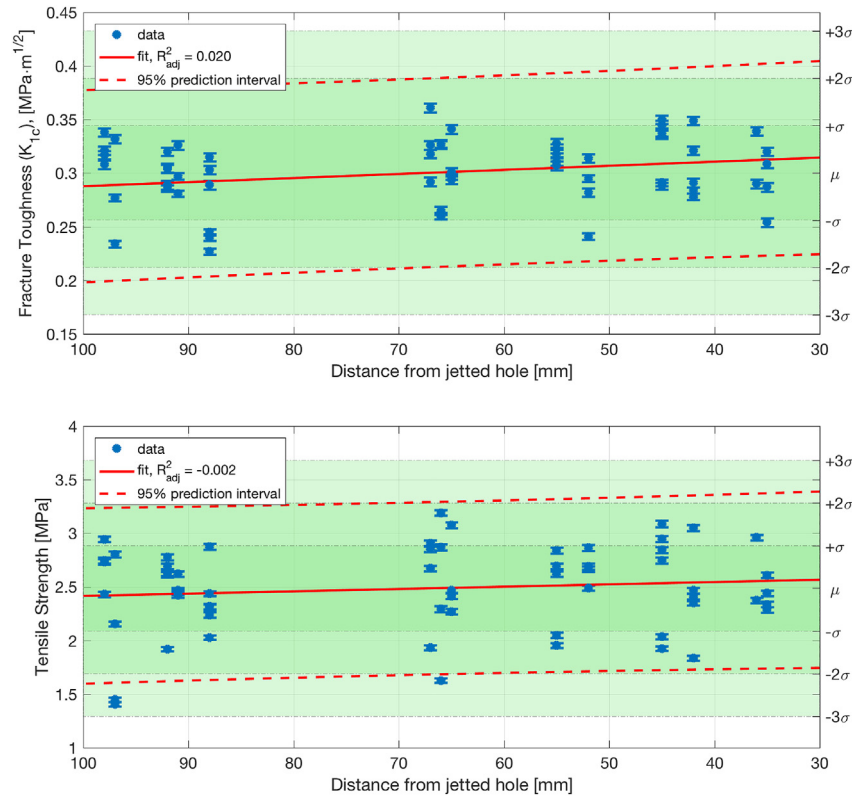 data
fit, R²adj = 0.020
95% prediction interval
0.45
0.4
0.35
0.3
0.25
0.2
0.15
+3σ
+2σ
+σ
μ
-σ
-2σ
-3σ
Fracture Toughness (K1c), [MPa·m1/2]
100 90 80 70 60 50 40 30
Distance from jetted hole [mm]
data
fit, R²adj = -0.002
95% prediction interval
4
3.5
3
2.5
2
1.5
1
+3σ
+2σ
+σ
μ
-σ
-2σ
-3σ
Tensile Strength [MPa]
100 90 80 70 60 50 40 30
Distance from jetted hole [mm]